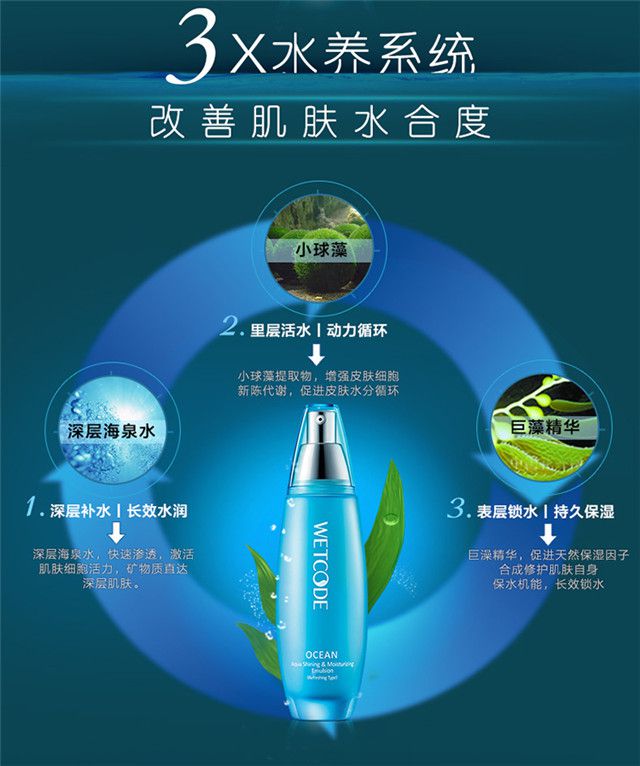 3X水养系统
改善肌肤水合度
小球藻
2.里层活水|动力循环
小球藻提取物，增强皮肤细胞
新陈代谢，促进皮肤水分循环
深层海泉水
1.深层补水|长效水润
深层海泉水，快速渗透，激活
肌肤细胞活力，矿物质直达
深层肌肤。
巨藻精华
3.表层锁水|持久保湿
巨澡精华，促进天然保湿因子
合成修护肌肤自身
保水机能，长效锁水
WETCODE
OCEAN
Aqua Shining & Moisturizing
Emulsion
(Refreshing Type)